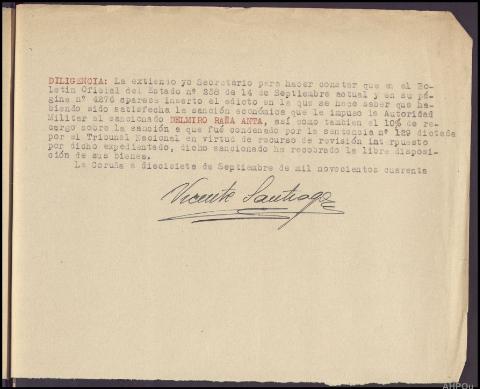 DILIGENCIA: La extiendo yo Secretario para hacer constar que en el Bo-
letin Oficial del Estado nº 258 de 14 de Septiembre actual y en su pá-
gina nº 4276 aparece inserto el edicto en la que se hace saber que ha-
biendo sido satisfecha la sanción económica que le impuso la Autoridad
Militar al sancionado DELMIRO RAÑA ANTA, así como tambien el 10% de re-
cargo sobre la sanción a que fué condenado por la sentencia nº 129 dictada
por el Tribunal Nacional en virtud de recurso de revisión interpuesto
por dicho expedientado, dicho sancionado ha recobrado la libre disposi-
ción de sus bienes.
La Coruña a diecisiete de Septiembre de mil novecientos cuarenta
Vicente Santiago
AHPOu